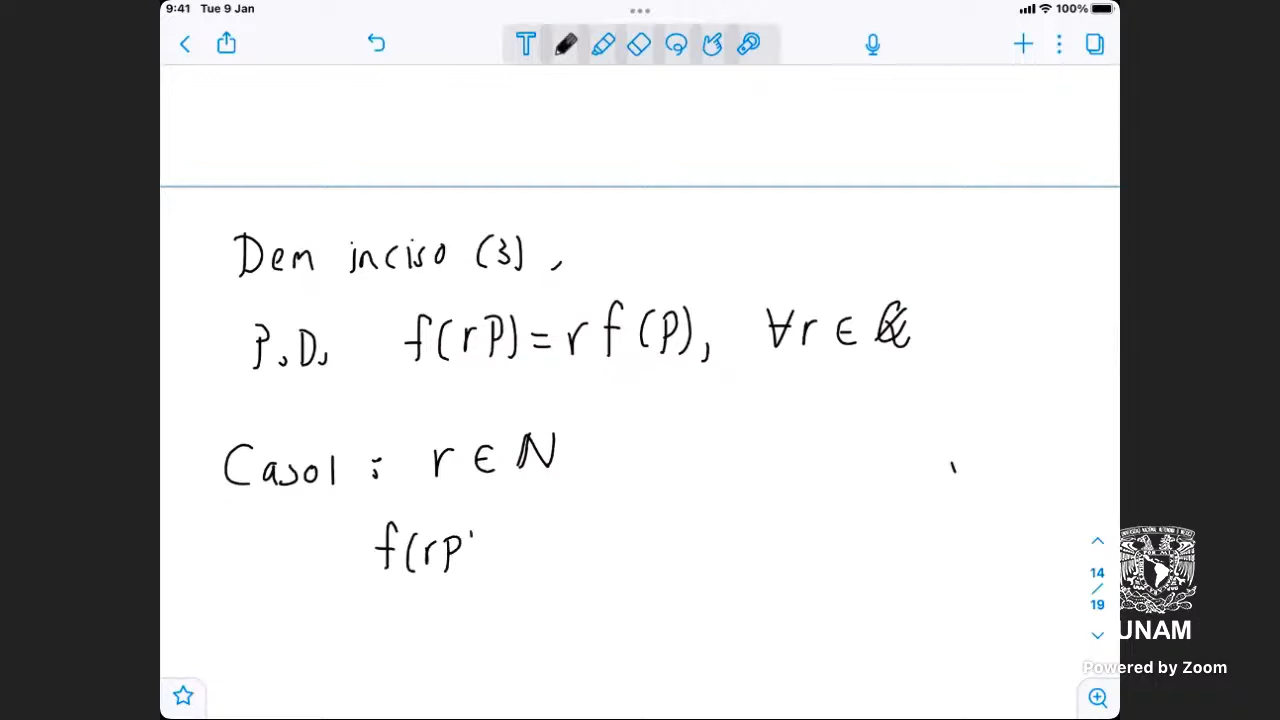 9:41 Tue 9 Jan
100%
T
Dem inciso (3),
P.D. f(rP) = r f(P), ∀r ∈ ℚ
Caso1: r ∈ ℕ
f(rp
14
/
19
UNAM
Powered by Zoom